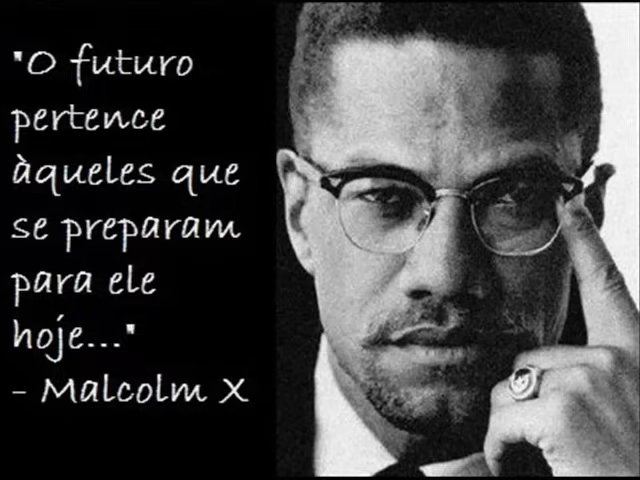 "O futuro
pertence
àqueles que
se preparam
para ele
hoje..."
- Malcolm X